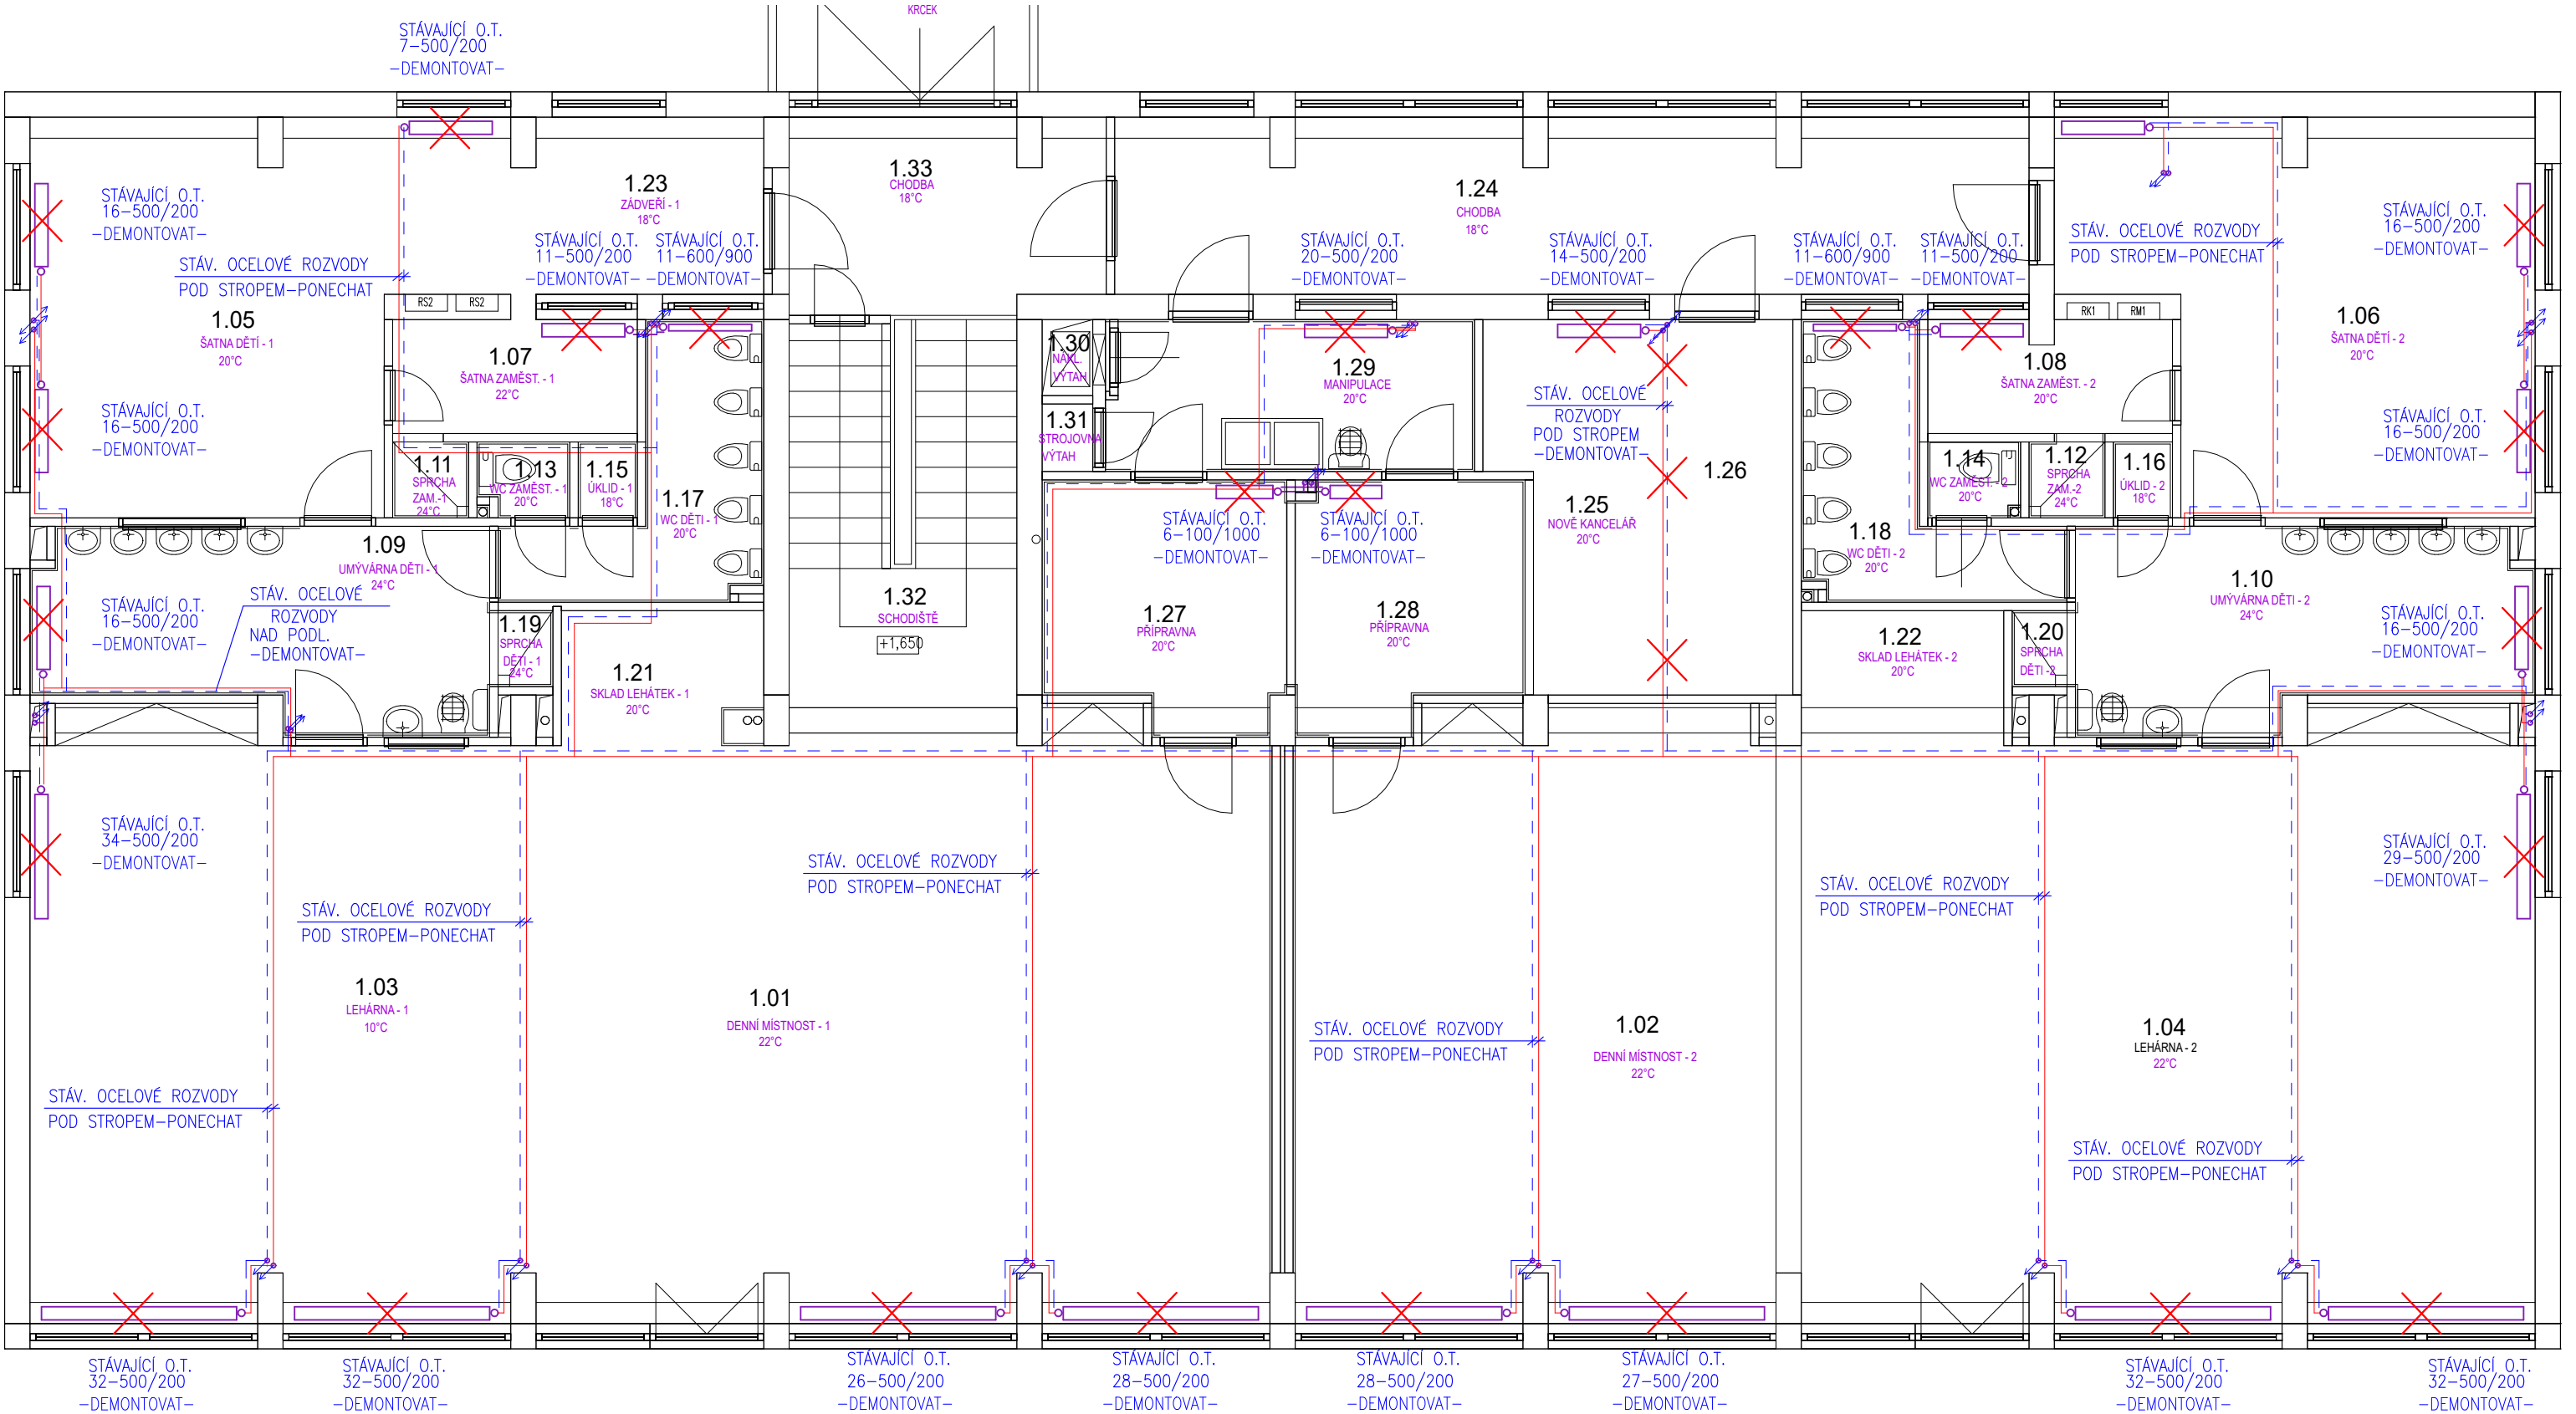 KRCEK
STÁVAJÍCÍ O.T.
7-500/200
-DEMONTOVAT-
1.33
CHODBA
18°C
1.23
ZÁDVEŘÍ - 1
18°C
1.24
CHODBA
18°C
STÁVAJÍCÍ O.T.
16-500/200
-DEMONTOVAT-
STÁV. OCELOVÉ ROZVODY
POD STROPEM-PONECHAT
STÁVAJÍCÍ O.T.
11-500/200
-DEMONTOVAT-
STÁVAJÍCÍ O.T.
11-600/900
-DEMONTOVAT-
STÁVAJÍCÍ O.T.
20-500/200
-DEMONTOVAT-
STÁVAJÍCÍ O.T.
14-500/200
-DEMONTOVAT-
STÁVAJÍCÍ O.T.
11-600/900
-DEMONTOVAT-
STÁVAJÍCÍ O.T.
11-500/200
-DEMONTOVAT-
STÁV. OCELOVÉ ROZVODY
POD STROPEM-PONECHAT
STÁVAJÍCÍ O.T.
16-500/200
-DEMONTOVAT-
RS2
RS2
RK1
RM1
1.05
ŠATNA DĚTÍ - 1
20°C
1.07
ŠATNA ZAMĚST. - 1
22°C
1.30
NÁKL.
VÝTAH
1.29
MANIPULACE
20°C
1.08
ŠATNA ZAMĚST. - 2
20°C
1.06
ŠATNA DĚTÍ - 2
20°C
STÁVAJÍCÍ O.T.
16-500/200
-DEMONTOVAT-
1.31
STROJOVNA
VÝTAH
STÁV. OCELOVÉ
ROZVODY
POD STROPEM
-DEMONTOVAT-
STÁVAJÍCÍ O.T.
16-500/200
-DEMONTOVAT-
1.11
SPRCHA
ZAM.-1
24°C
1.13
WC ZAMĚST. - 1
20°C
1.15
ÚKLID - 1
18°C
1.17
WC DĚTI - 1
20°C
1.26
1.25
NOVĚ KANCELÁŘ
20°C
1.14
WC ZAMĚST. - 2
20°C
1.12
SPRCHA
ZAM.-2
24°C
1.16
ÚKLID - 2
18°C
1.18
WC DĚTI - 2
20°C
STÁVAJÍCÍ O.T.
6-100/1000
-DEMONTOVAT-
STÁVAJÍCÍ O.T.
6-100/1000
-DEMONTOVAT-
1.09
UMÝVÁRNA DĚTI - 1
24°C
STÁVAJÍCÍ O.T.
16-500/200
-DEMONTOVAT-
STÁV. OCELOVÉ
ROZVODY
NAD PODL.
-DEMONTOVAT-
1.19
SPRCHA
DĚTI - 1
24°C
1.21
SKLAD LEHÁTEK - 1
20°C
1.32
SCHODIŠTĚ
+1,650
1.27
PŘÍPRAVNA
20°C
1.28
PŘÍPRAVNA
20°C
1.22
SKLAD LEHÁTEK - 2
20°C
1.20
SPRCHA
DĚTI -2
1.10
UMÝVÁRNA DĚTI - 2
24°C
STÁVAJÍCÍ O.T.
16-500/200
-DEMONTOVAT-
STÁVAJÍCÍ O.T.
34-500/200
-DEMONTOVAT-
STÁV. OCELOVÉ ROZVODY
POD STROPEM-PONECHAT
STÁV. OCELOVÉ ROZVODY
POD STROPEM-PONECHAT
STÁV. OCELOVÉ ROZVODY
POD STROPEM-PONECHAT
STÁVAJÍCÍ O.T.
29-500/200
-DEMONTOVAT-
1.03
LEHÁRNA - 1
10°C
1.01
DENNÍ MÍSTNOST - 1
22°C
STÁV. OCELOVÉ ROZVODY
POD STROPEM-PONECHAT
1.02
DENNÍ MÍSTNOST - 2
22°C
1.04
LEHÁRNA - 2
22°C
STÁV. OCELOVÉ ROZVODY
POD STROPEM-PONECHAT
STÁV. OCELOVÉ ROZVODY
POD STROPEM-PONECHAT
STÁVAJÍCÍ O.T.
32-500/200
-DEMONTOVAT-
STÁVAJÍCÍ O.T.
32-500/200
-DEMONTOVAT-
STÁVAJÍCÍ O.T.
26-500/200
-DEMONTOVAT-
STÁVAJÍCÍ O.T.
28-500/200
-DEMONTOVAT-
STÁVAJÍCÍ O.T.
28-500/200
-DEMONTOVAT-
STÁVAJÍCÍ O.T.
27-500/200
-DEMONTOVAT-
STÁVAJÍCÍ O.T.
32-500/200
-DEMONTOVAT-
STÁVAJÍCÍ O.T.
32-500/200
-DEMONTOVAT-